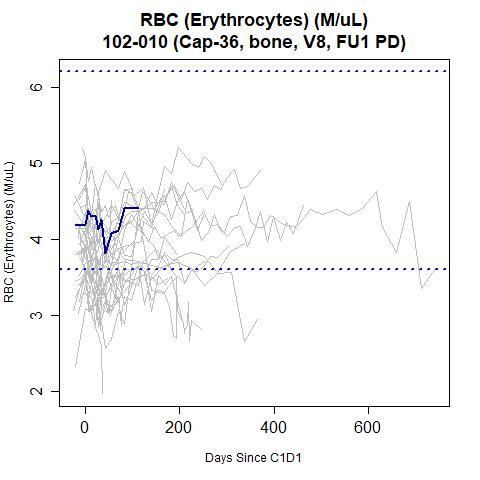 RBC (Erythrocytes) (M/uL)
102-010 (Cap-36, bone, V8, FU1 PD)
RBC (Erythrocytes) (M/uL)
6
5
4
3
2
0
200
400
600
Days Since C1D1